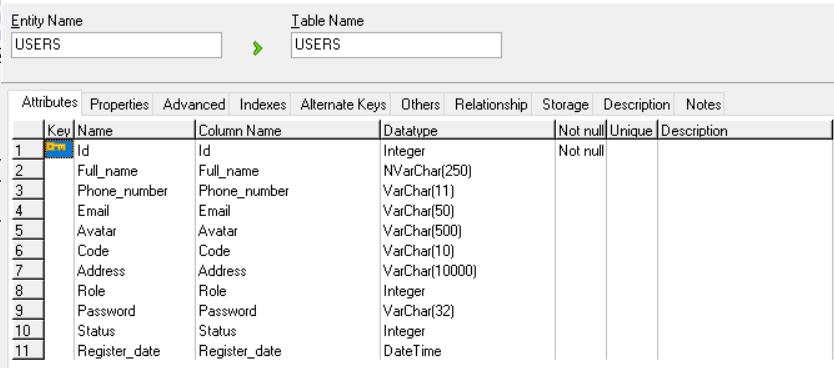 Entity Name Table Name
USERS USERS
Attributes Properties Advanced Indexes Alternate Keys Others Relationship Storage Description Notes
Key Name Column Name Datatype Not null Unique Description
1 Id Id Integer Not null
2 Full_name Full_name NVarChar(250)
3 Phone_number Phone_number VarChar(11)
4 Email Email VarChar(50)
5 Avatar Avatar VarChar(500)
6 Code Code VarChar(10)
7 Address Address VarChar(10000)
8 Role Role Integer
9 Password Password VarChar(32)
10 Status Status Integer
11 Register_date Register_date DateTime